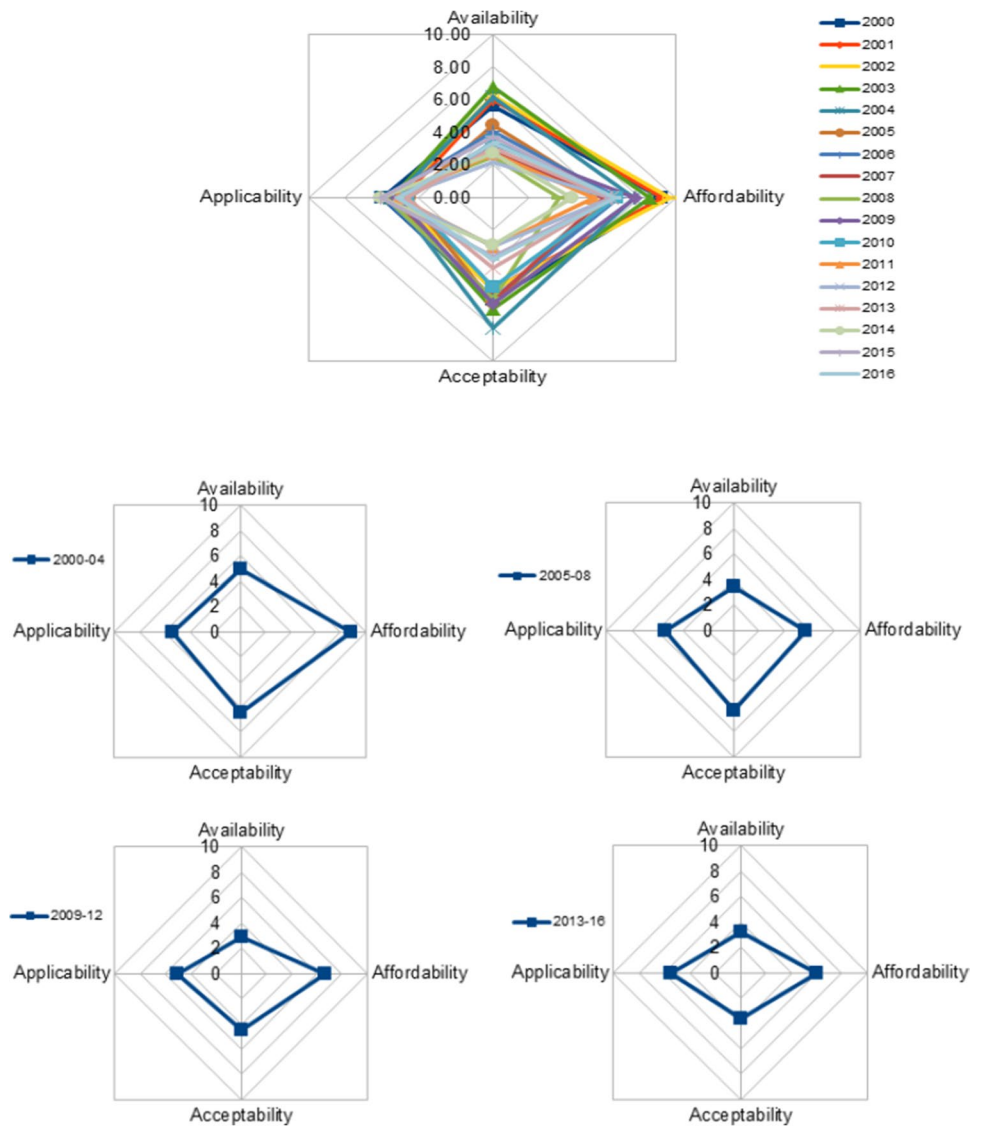 Availability
10.00
8.00
6.00
4.00
2.00
0.00
Applicability
Affordability
Acceptability
2000
2001
2002
2003
2004
2005
2006
2007
2008
2009
2010
2011
2012
2013
2014
2015
2016
Availability
10
8
6
4
2
0
2000-04
Applicability
Affordability
Acceptability
Availability
10
8
6
4
2
0
2005-08
Applicability
Affordability
Acceptability
Availability
10
8
6
4
2
0
2009-12
Applicability
Affordability
Acceptability
Availability
10
8
6
4
2
0
2013-16
Applicability
Affordability
Acceptability